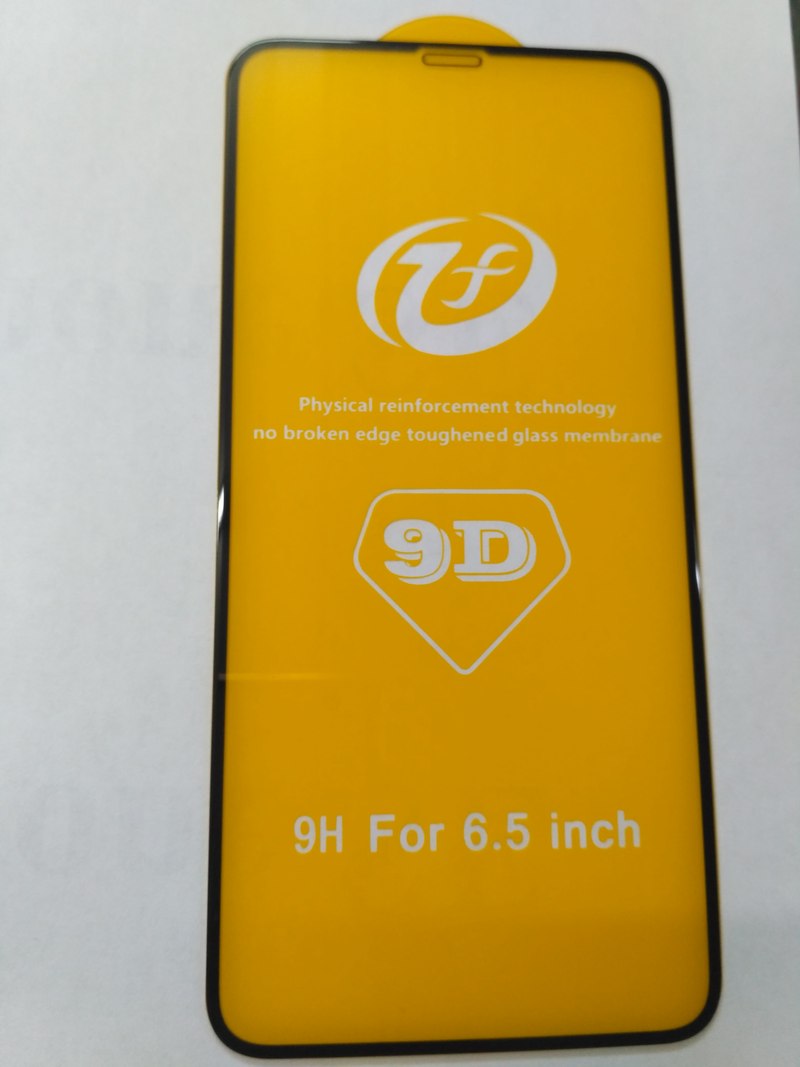 Physical reinforcement technology
no broken edge toughened glass membrane
9D
9H For 6.5 inch